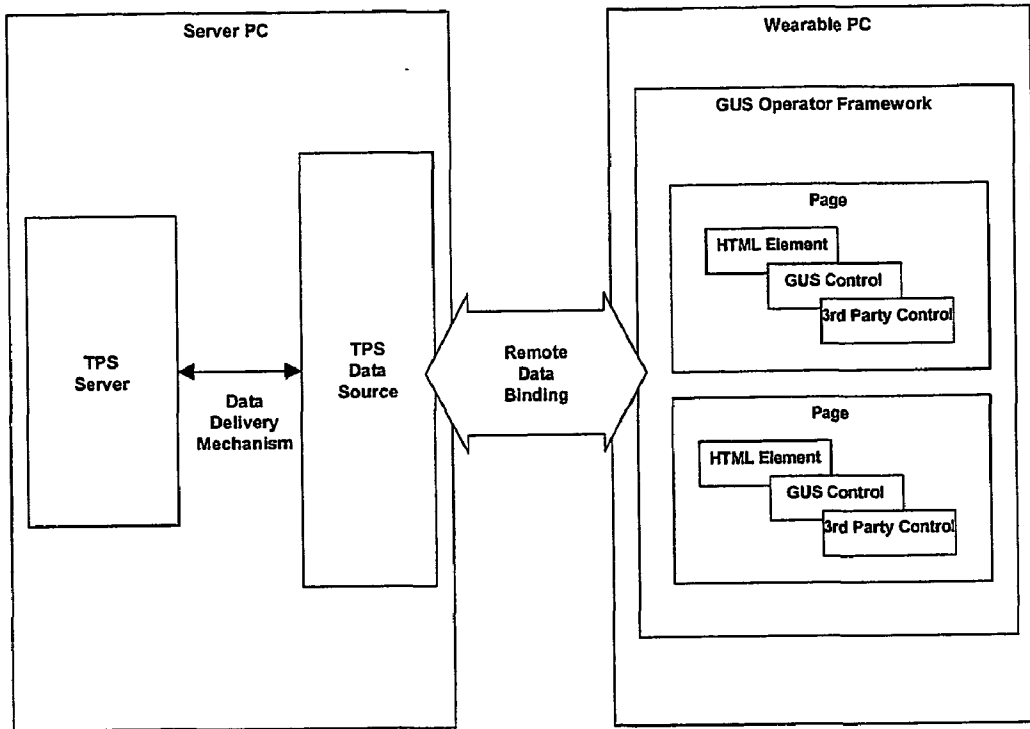 Server PC
TPS
Server
Data
Delivery
Mechanism
TPS
Data
Source
Remote
Data
Binding
Wearable PC
GUS Operator Framework
Page
HTML Element
GUS Control
3rd Party Control
Page
HTML Element
GUS Control
3rd Party Control